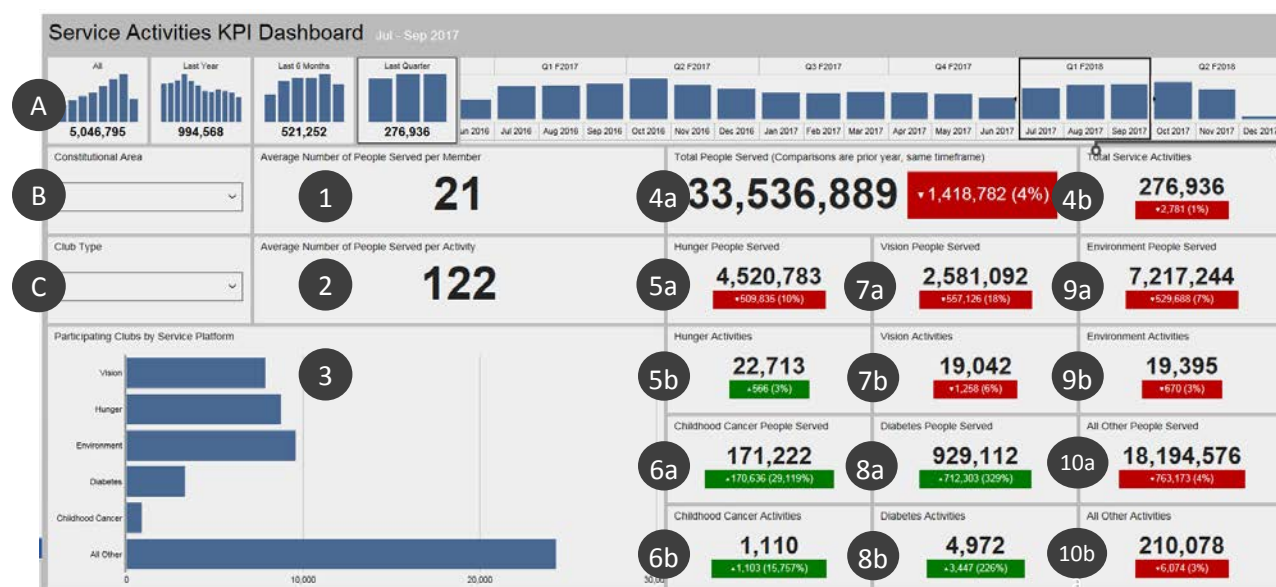 Service Activities KPI Dashboard Jul - Sep 2017
All Last Year Last 6 Months Last Quarter Q1 F2017 Q2 F2017 Q3 F2017 Q4 F2017 Q1 F2018 Q2 F2018
A
5,046,795 994,568 521,252 276,936 un 2016 Jul 2016 Aug 2016 Sep 2016 Oct 2016 Nov 2016 Dec 2016 Jan 2017 Feb 2017 Mar 2017 Apr 2017 May 2017 Jun 2017 Jul 2017 Aug 2017 Sep 2017 Oct 2017 Nov 2017 Dec 2017
Constitutional Area
B
Average Number of People Served per Member
1 21
Total People Served (Comparisons are prior year, same timeframe)
4a 33,536,889 ▾1,418,782 (4%)
Total Service Activities
4b 276,936
▾2,781 (1%)
Club Type
C
Average Number of People Served per Activity
2 122
Hunger People Served
5a 4,520,783
▾509,835 (10%)
Vision People Served
7a 2,581,092
▾557,126 (18%)
Environment People Served
9a 7,217,244
▾529,688 (7%)
Participating Clubs by Service Platform
3
Vision
Hunger
Environment
Diabetes
Childhood Cancer
All Other
0 10,000 20,000 30,00
Hunger Activities
5b 22,713
▴566 (3%)
Vision Activities
7b 19,042
▾1,258 (6%)
Environment Activities
9b 19,395
▾670 (3%)
Childhood Cancer People Served
6a 171,222
▴170,636 (29,119%)
Diabetes People Served
8a 929,112
▴712,303 (329%)
All Other People Served
10a 18,194,576
▾763,173 (4%)
Childhood Cancer Activities
6b 1,110
▴1,103 (15,757%)
Diabetes Activities
8b 4,972
▴3,447 (226%)
All Other Activities
10b 210,078
▾6,074 (3%)